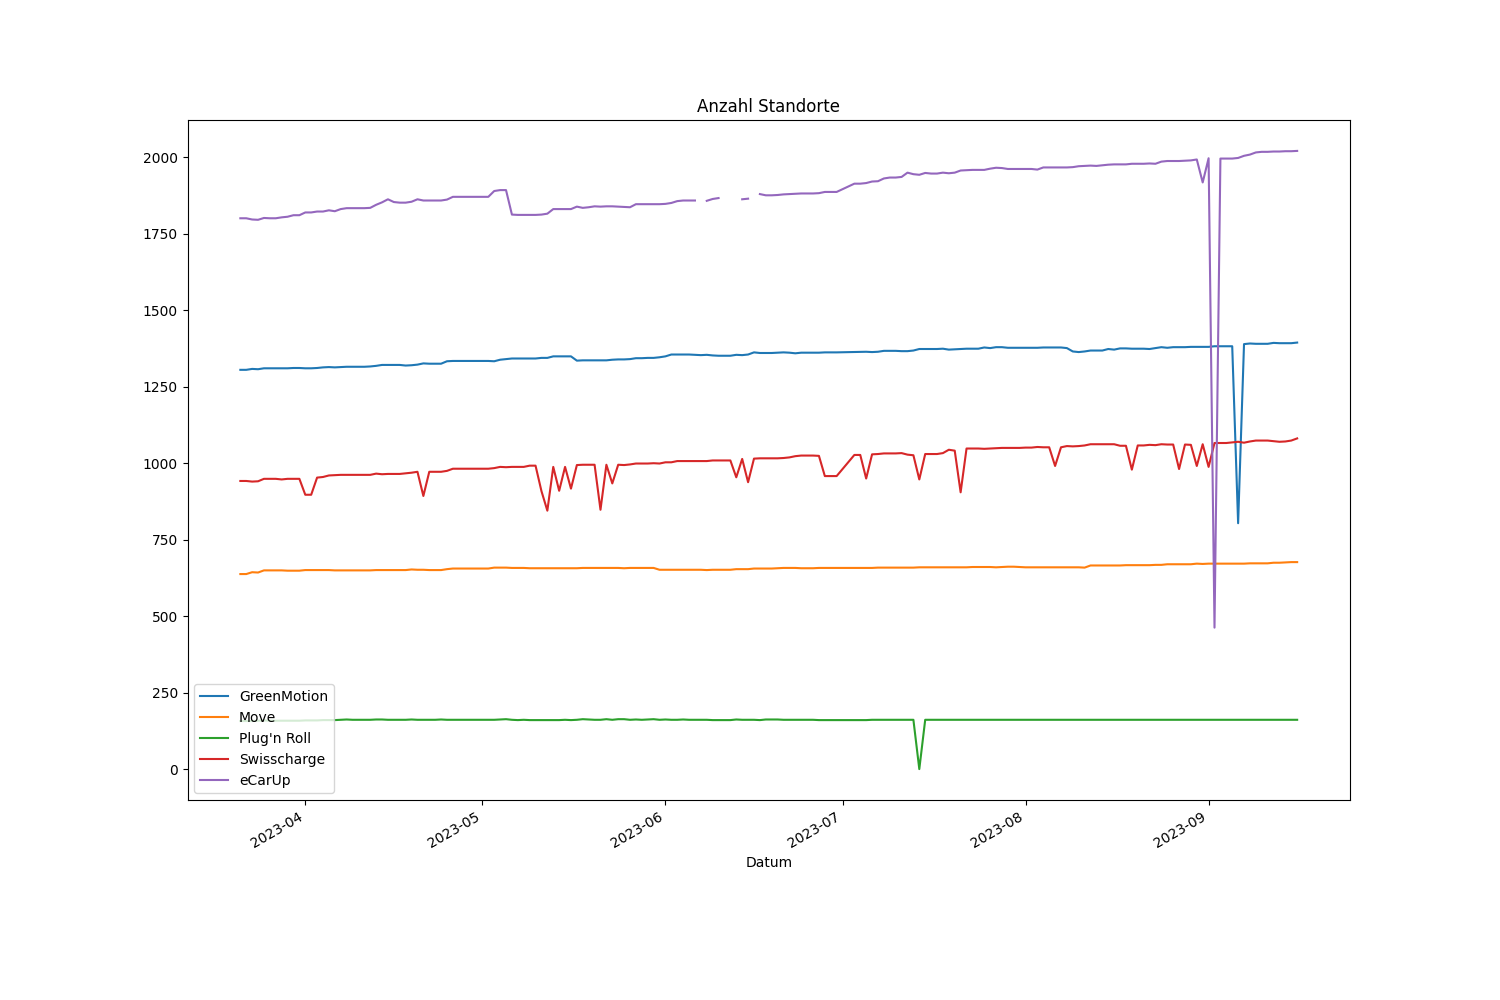 Anzahl Standorte
2000
1750
1500
1250
1000
750
500
250
0
GreenMotion
Move
Plug'n Roll
Swisscharge
eCarUp
2023-04
2023-05
2023-06
2023-07
2023-08
2023-09
Datum